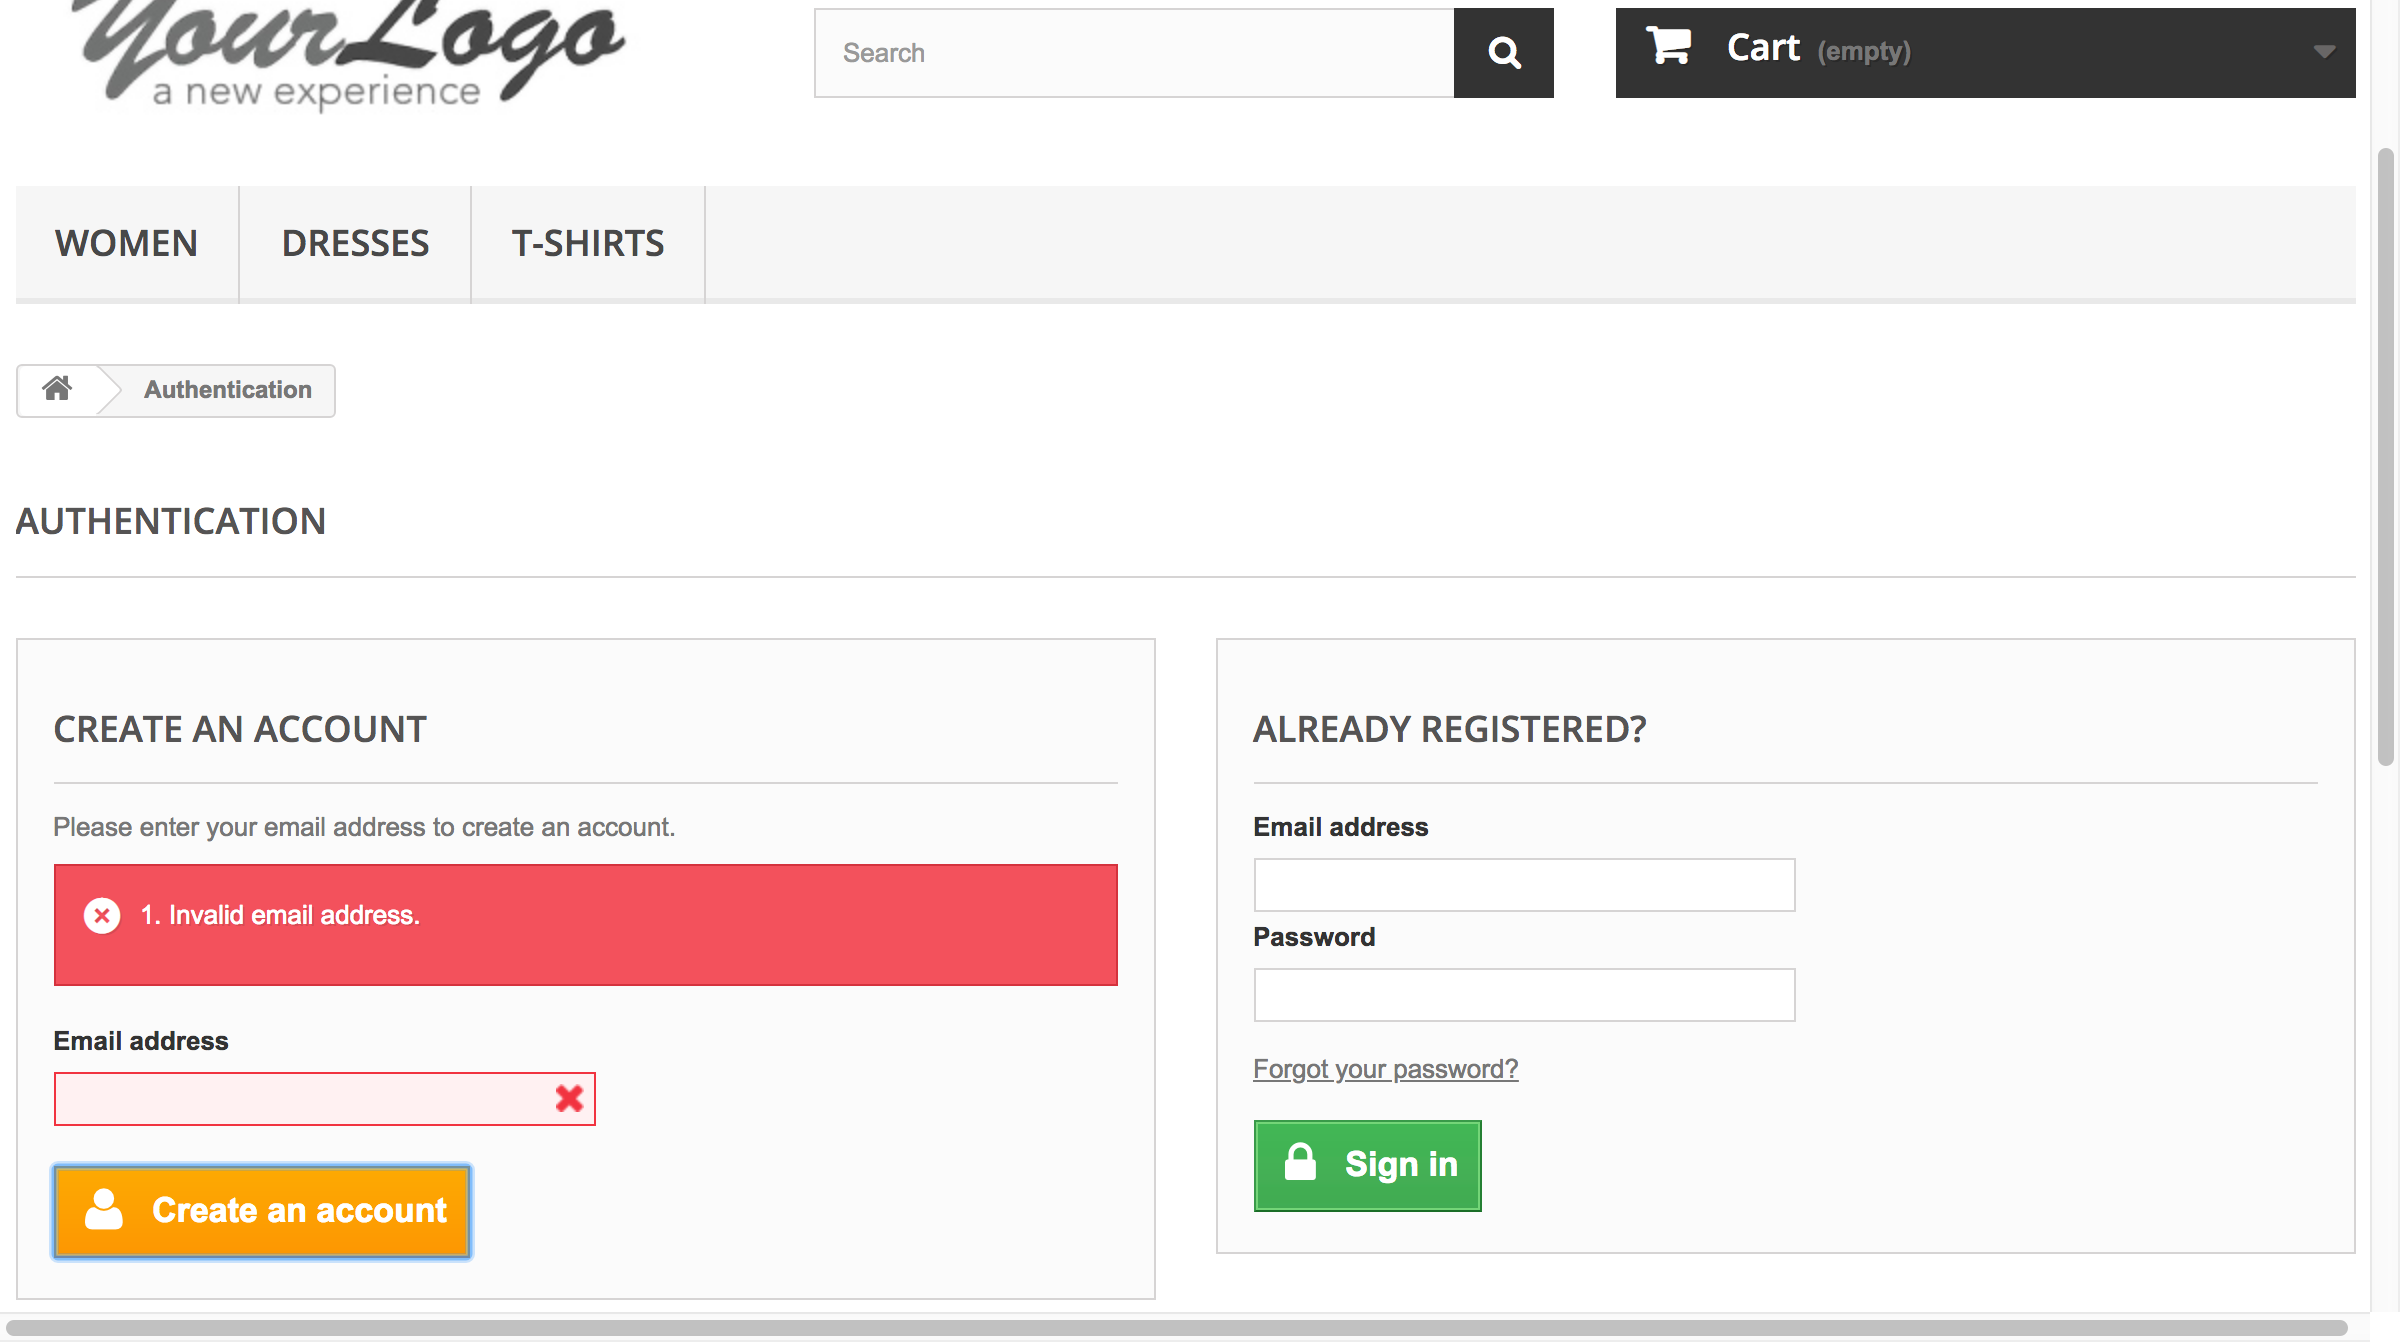 YourLogo
a new experience
Search
Cart (empty)
WOMEN DRESSES T-SHIRTS
Authentication
AUTHENTICATION
CREATE AN ACCOUNT
Please enter your email address to create an account.
1. Invalid email address.
Email address
Create an account
ALREADY REGISTERED?
Email address
Password
Forgot your password?
Sign in